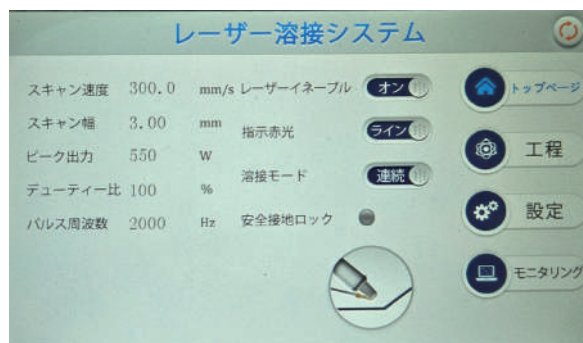 レーザー溶接システム
スキャン速度 300.0 mm/s レーザーイネーブル オン トップページ
スキャン幅 3.00 mm 指示赤光 ライン
ピーク出力 550 W 工程
デューティー比 100 % 溶接モード 連続
パルス周波数 2000 Hz 安全接地ロック 設定
モニタリング